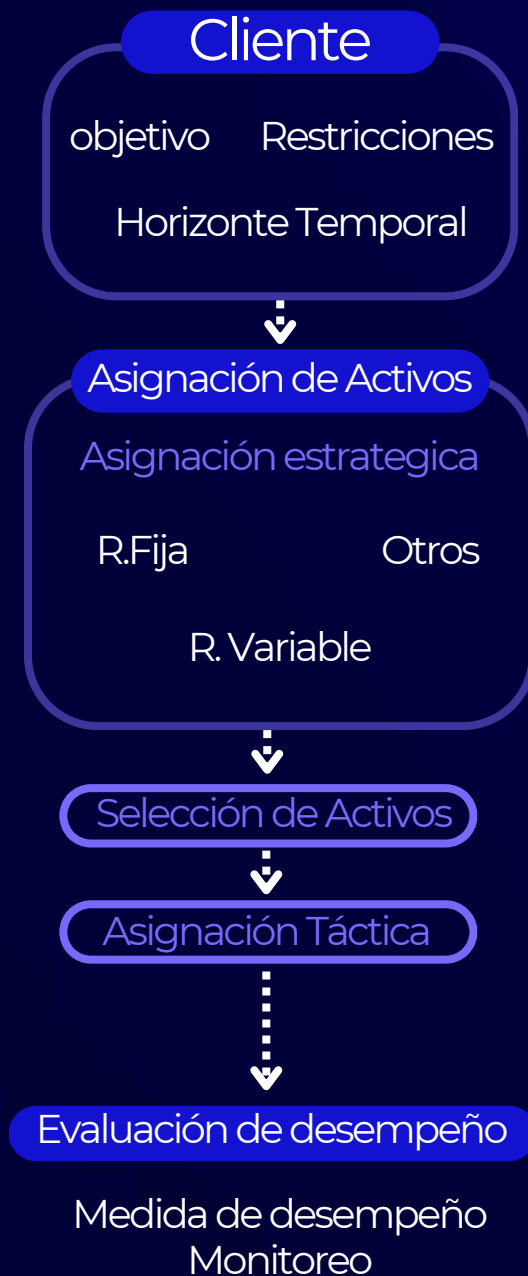 Cliente
objetivo Restricciones
Horizonte Temporal
Asignación de Activos
Asignación estrategica
R.Fija Otros
R. Variable
Selección de Activos
Asignación Táctica
Evaluación de desempeño
Medida de desempeño
Monitoreo